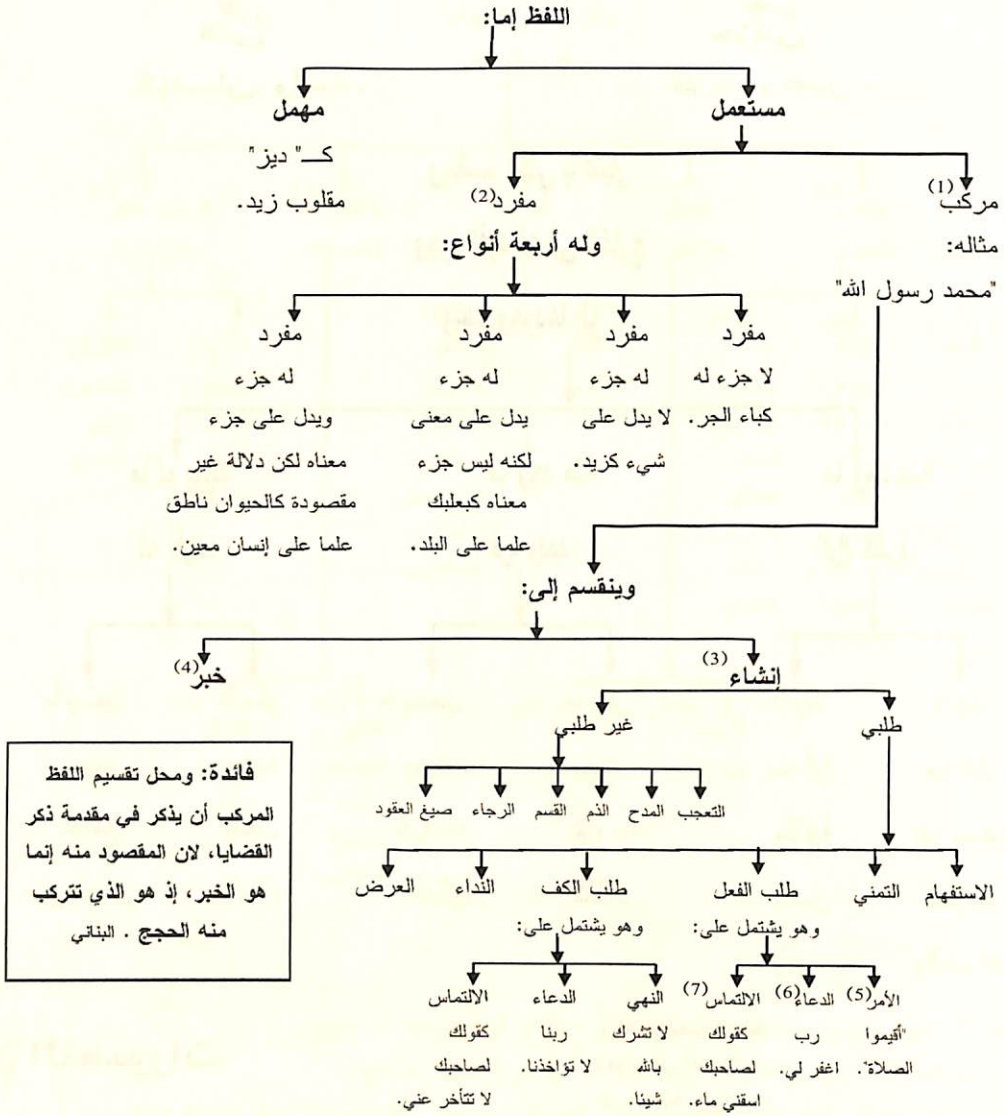 اللفظ إما:
مستعمل
مهمل
كـ" ديز"
مقلوب زيد.
مركب(1)
مثاله:
"محمد رسول الله"
مفرد(2)
وله أربعة أنواع:
مفرد
لا جزء له
كباء الجر.
مفرد
له جزء
لا يدل على
شيء كزيد.
مفرد
له جزء
يدل على معنى
لكنه ليس جزء
معناه كبعلبك
علما على البلد.
مفرد
له جزء
ويدل على جزء
معناه لكن دلالة غير
مقصودة كالحيوان ناطق
علما على إنسان معين.
وينقسم إلى:
إنشاء(3)
خبر(4)
طلبي
غير طلبي
التعجب
المدح
الذم
القسم
الرجاء
صيغ العقود
الاستفهام
التمني
طلب الفعل
وهو يشتمل على:
طلب الكف
وهو يشتمل على:
النداء
العرض
الأمر(5)
"أقيموا
الصلاة".
الدعاء(6)
رب
اغفر لي.
الالتماس(7)
كقولك
لصاحبك
اسقني ماء.
النهي
لا تشرك
بالله
شيئا.
الدعاء
ربنا
لا تؤاخذنا.
الالتماس
كقولك
لصاحبك
لا تتأخر عني.
فائدة: ومحل تقسيم اللفظ
المركب أن يذكر في مقدمة ذكر
القضايا، لان المقصود منه إنما
هو الخبر، إذ هو الذي تتركب
منه الحجج . البناني